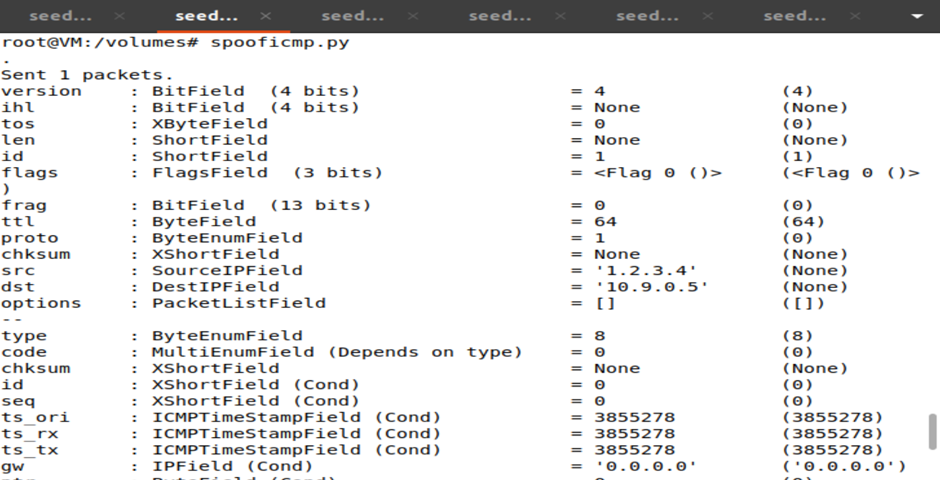 seed... × seed... × seed... × seed... × seed... × seed... ×
root@VM:/volumes# spooficmp.py
.
Sent 1 packets.
version : BitField (4 bits) = 4 (4)
ihl : BitField (4 bits) = None (None)
tos : XByteField = 0 (0)
len : ShortField = None (None)
id : ShortField = 1 (1)
flags : FlagsField (3 bits) = <Flag 0 ()> (<Flag 0 ()>
)
frag : BitField (13 bits) = 0 (0)
ttl : ByteField = 64 (64)
proto : ByteEnumField = 1 (0)
chksum : XShortField = None (None)
src : SourceIPField = '1.2.3.4' (None)
dst : DestIPField = '10.9.0.5' (None)
options : PacketListField = [] ([])
--
type : ByteEnumField = 8 (8)
code : MultiEnumField (Depends on type) = 0 (0)
chksum : XShortField = None (None)
id : XShortField (Cond) = 0 (0)
seq : XShortField (Cond) = 0 (0)
ts_ori : ICMPTimeStampField (Cond) = 3855278 (3855278)
ts_rx : ICMPTimeStampField (Cond) = 3855278 (3855278)
ts_tx : ICMPTimeStampField (Cond) = 3855278 (3855278)
gw : IPField (Cond) = '0.0.0.0' ('0.0.0.0')